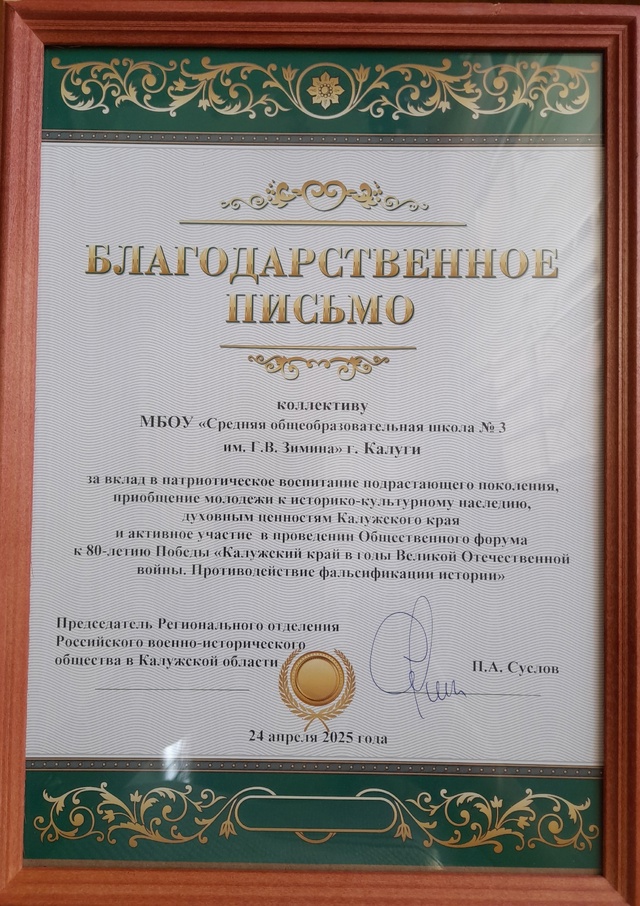 БЛАГОДАРСТВЕННОЕ
ПИСЬМО
коллективу
МБОУ «Средняя общеобразовательная школа № 3
им. Г.В. Зимина» г. Калуги
за вклад в патриотическое воспитание подрастающего поколения,
приобщение молодежи к историко-культурному наследию,
духовным ценностям Калужского края
и активное участие в проведении Общественного форума
к 80-летию Победы «Калужский край в годы Великой Отечественной
войны. Противодействие фальсификации истории»
Председатель Регионального отделения
Российского военно-исторического
общества в Калужской области
П.А. Суслов
24 апреля 2025 года